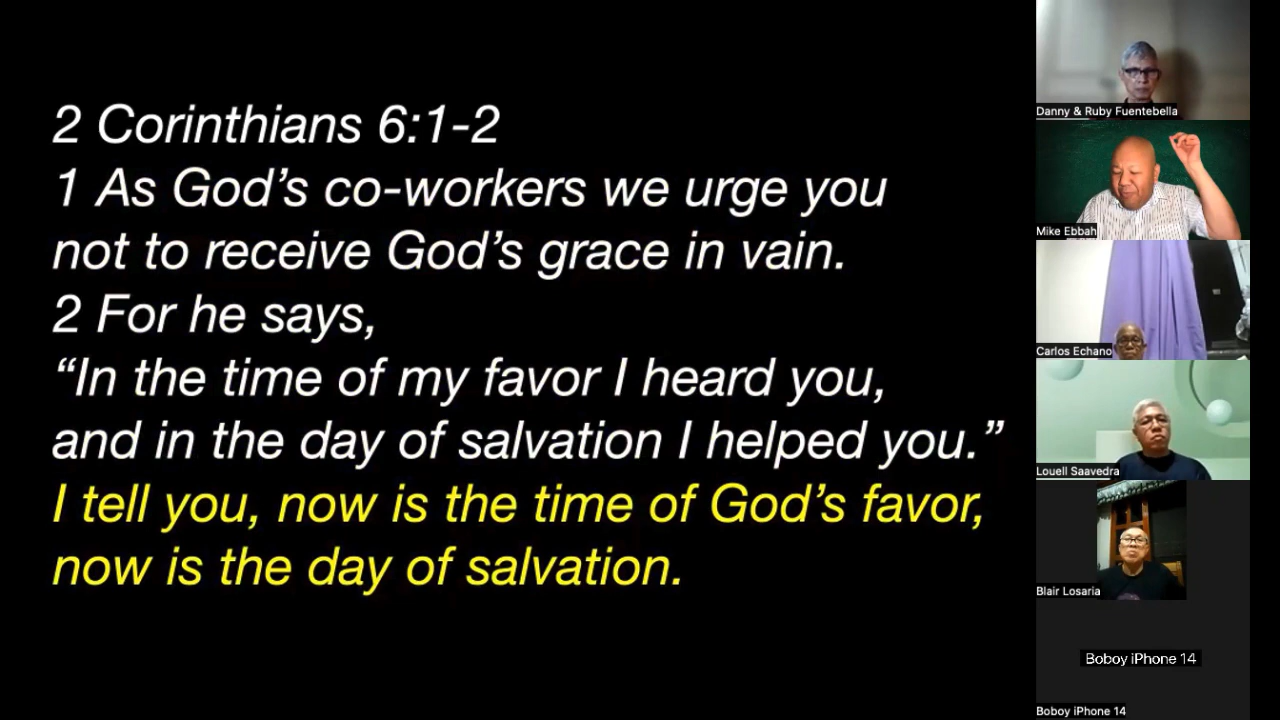 2 Corinthians 6:1-2
1 As God’s co-workers we urge you
not to receive God’s grace in vain.
2 For he says,
“In the time of my favor I heard you,
and in the day of salvation I helped you.”
I tell you, now is the time of God’s favor,
now is the day of salvation.
Danny & Ruby Fuentebella
Mike Ebbah
Carlos Echano
Louell Saavedra
Blair Losaria
Boboy iPhone 14
Boboy iPhone 14